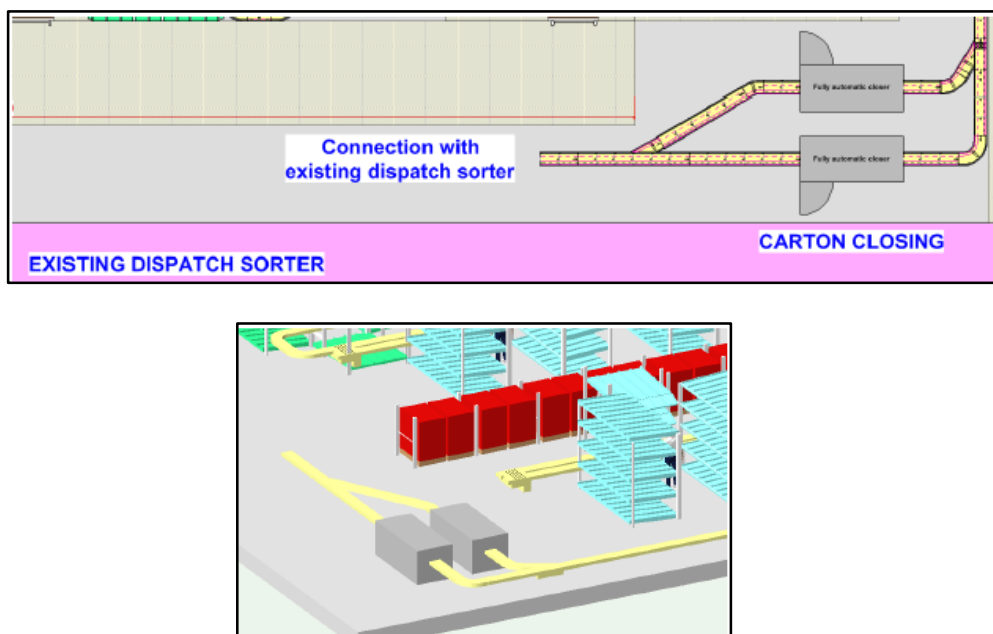 Fully automatic closer
Connection with
existing dispatch sorter
Fully automatic closer
CARTON CLOSING
EXISTING DISPATCH SORTER